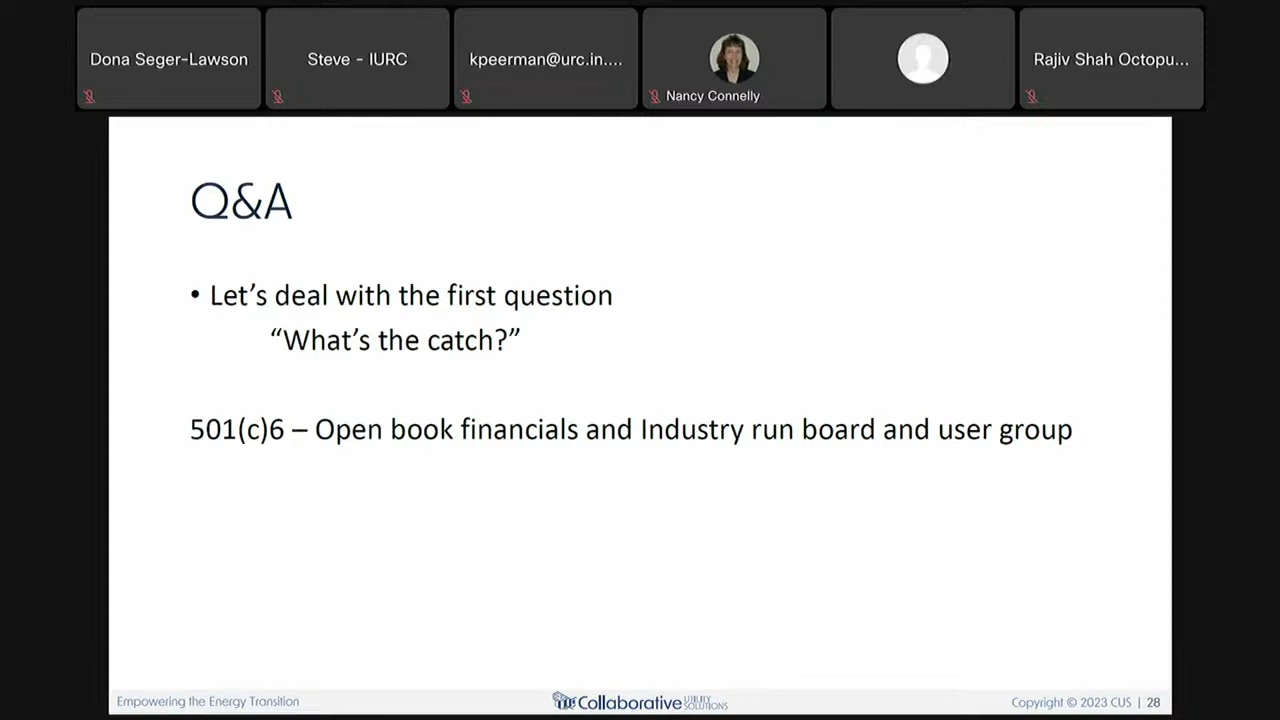 Dona Seger-Lawson
Steve - IURC
kpeerman@urc.in....
Nancy Connelly
Rajiv Shah Octopu...
Q&A
• Let’s deal with the first question
“What’s the catch?”
501(c)6 – Open book financials and Industry run board and user group
Empowering the Energy Transition
Collaborative UTILITY SOLUTIONS
Copyright © 2023 CUS | 28